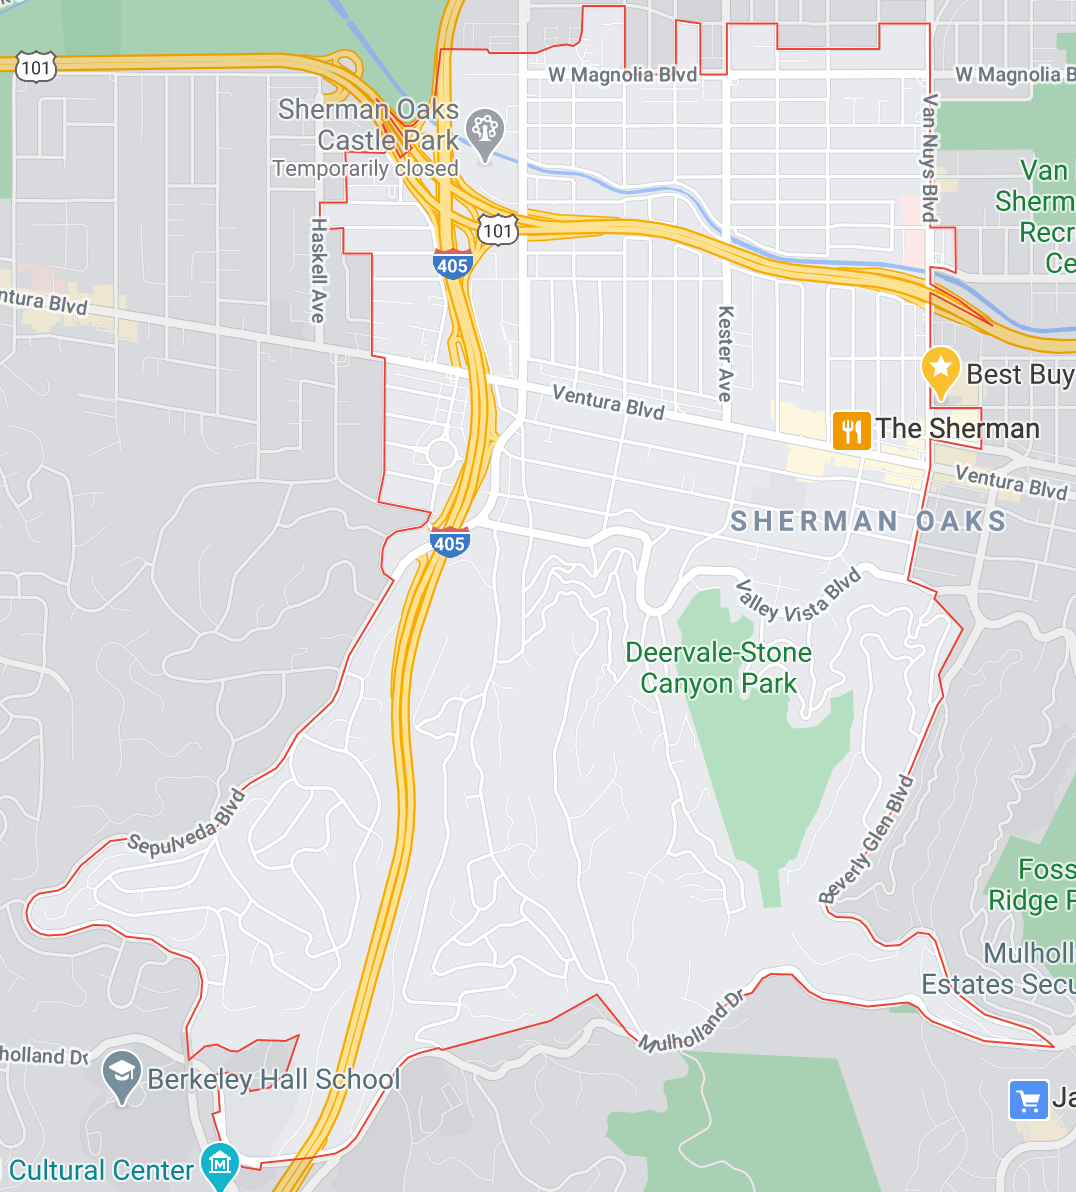 101
W Magnolia Blvd
W Magnolia B
Sherman Oaks
Castle Park
Temporarily closed
Van Nuys Blvd
Van
Sherm
Recr
Ce
101
405
Haskell Ave
ntura Blvd
Kester Ave
Best Buy
Ventura Blvd
The Sherman
Ventura Blvd
SHERMAN OAKS
405
Valley Vista Blvd
Deervale-Stone
Canyon Park
Sepulveda Blvd
Beverly Glen Blvd
Foss
Ridge P
Mulholl
Estates Secu
Mulholland Dr
holland Dr
Berkeley Hall School
Ja
Cultural Center
M